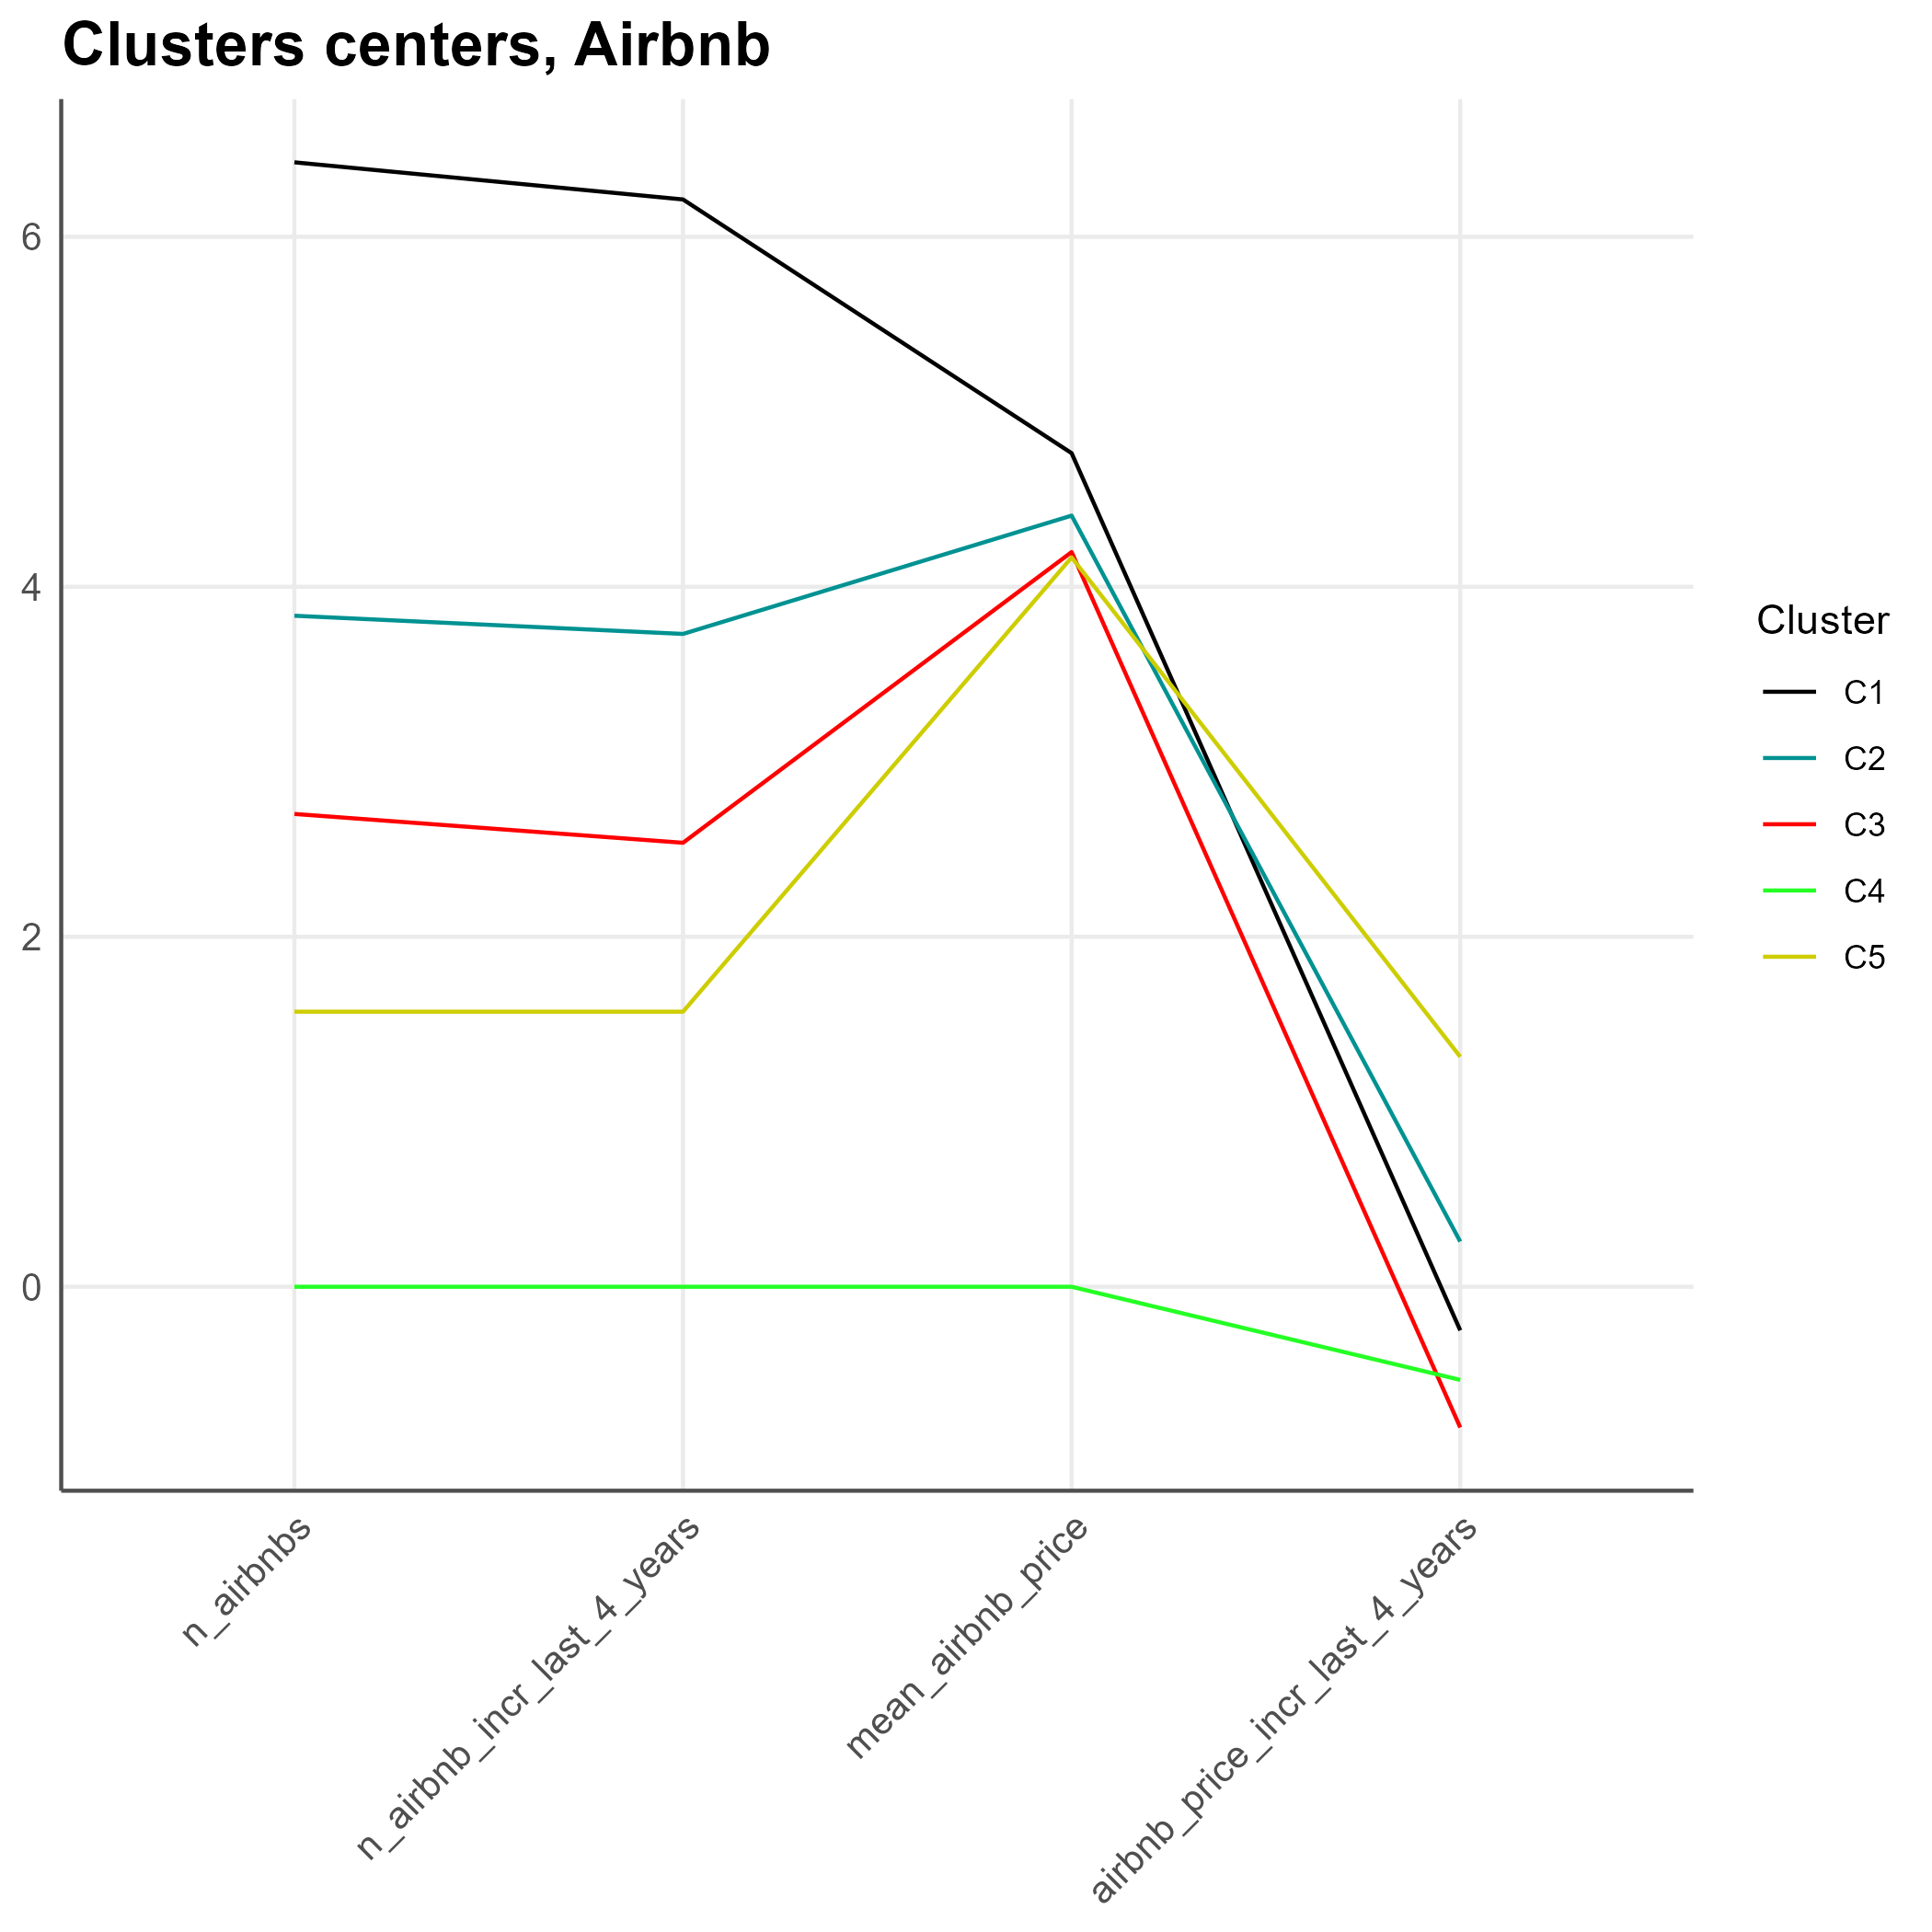 Clusters centers, Airbnb
6
4
2
0
n_airbnbs
n_airbnb_incr_last_4_years
mean_airbnb_price
airbnb_price_incr_last_4_years
Cluster
C1
C2
C3
C4
C5